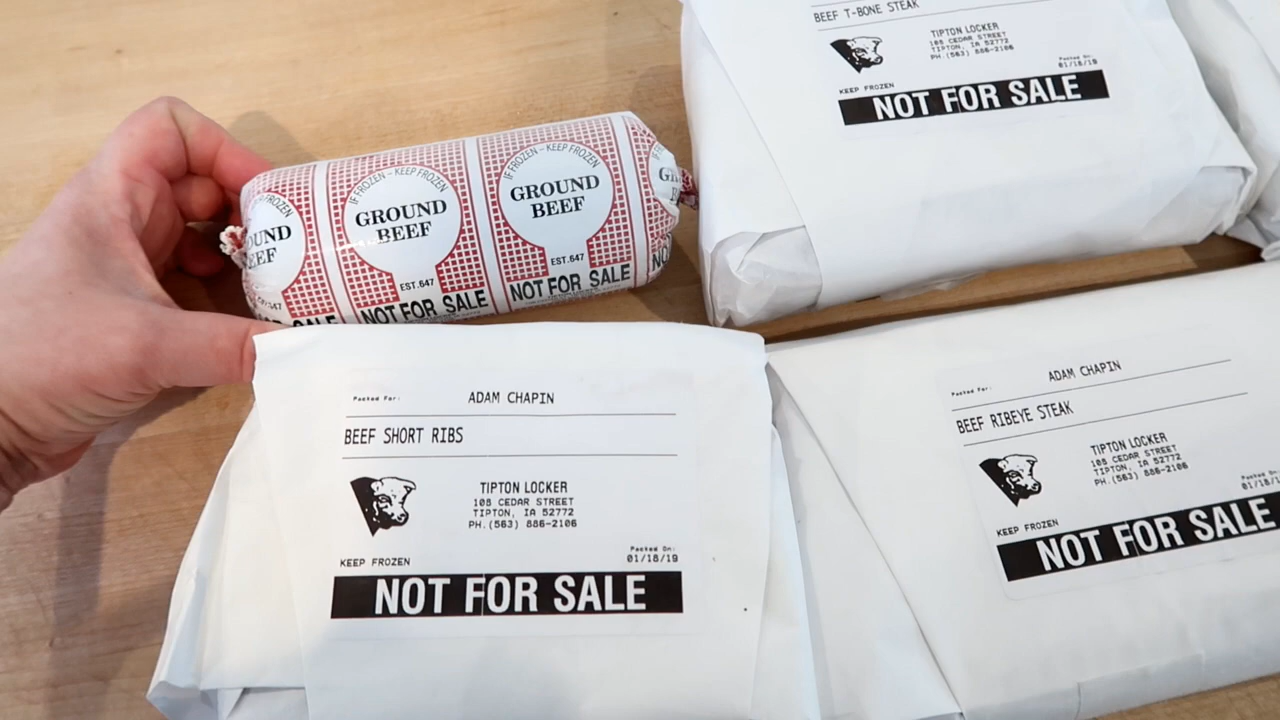 BEEF T-BONE STEAK
TIPTON LOCKER
108 CEDAR STREET
TIPTON, IA 52772
PH.(563) 886-2106
KEEP FROZEN
Packed On:
01/18/19
NOT FOR SALE
IF FROZEN - KEEP FROZEN
GROUND
BEEF
EST.647
NOT FOR SALE
IF FROZEN - KEEP FROZEN
GROUND
BEEF
EST.647
NOT FOR SALE
Packed For:
ADAM CHAPIN
BEEF SHORT RIBS
TIPTON LOCKER
108 CEDAR STREET
TIPTON, IA 52772
PH.(563) 886-2106
KEEP FROZEN
Packed On:
01/18/19
NOT FOR SALE
Packed For:
ADAM CHAPIN
BEEF RIBEYE STEAK
TIPTON LOCKER
108 CEDAR STREET
TIPTON, IA 52772
PH.(563) 886-2106
KEEP FROZEN
NOT FOR SALE